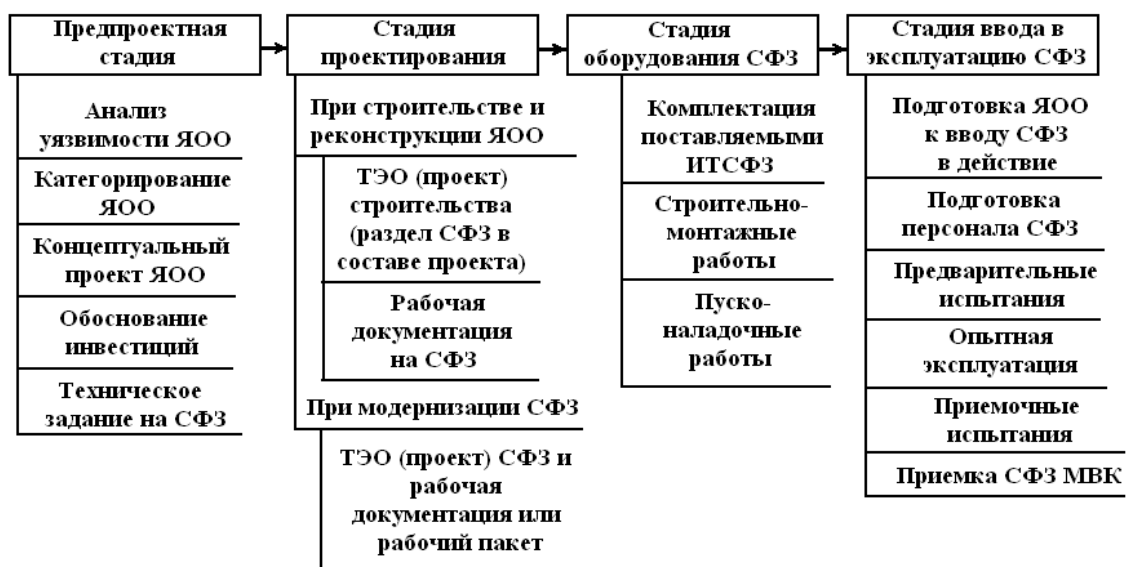 Предпроектная
стадия
Анализ
уязвимости ЯОО
Категорирование
ЯОО
Концептуальный
проект ЯОО
Обоснование
инвестиций
Техническое
задание на СФЗ
Стадия
проектирования
При строительстве и
реконструкции ЯОО
ТЭО (проект)
строительства
(раздел СФЗ в
составе проекта)
Рабочая
документация
на СФЗ
При модернизации СФЗ
ТЭО (проект) СФЗ и
рабочая
документация или
рабочий пакет
Стадия
оборудования СФЗ
Комплектация
поставляемыми
ИТСФЗ
Строительно-
монтажные
работы
Пуско-
наладочные
работы
Стадия ввода в
эксплуатацию СФЗ
Подготовка ЯОО
к вводу СФЗ
в действие
Подготовка
персонала СФЗ
Предварительные
испытания
Опытная
эксплуатация
Приемочные
испытания
Приемка СФЗ МВК